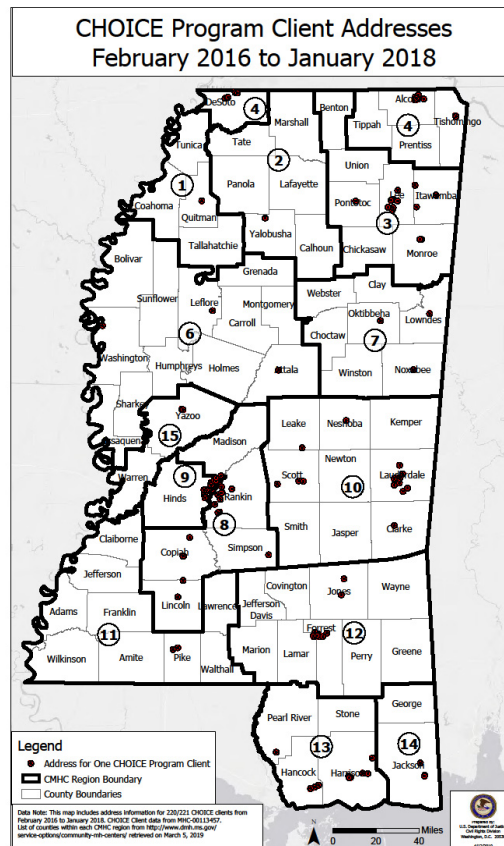 CHOICE Program Client Addresses
February 2016 to January 2018
DeSoto
4
Marshall
Benton
Alcorn
Tippah
4
Tishomingo
Prentiss
Tunica
Tate
2
Union
1
Panola
Lafayette
Pontotoc
Lee
Itawamba
Coahoma
Quitman
3
Yalobusha
Tallahatchie
Calhoun
Chickasaw
Monroe
Bolivar
Grenada
Webster
Clay
Sunflower
Leflore
Montgomery
Oktibbeha
Lowndes
Carroll
Choctaw
7
6
Washington
Humphreys
Holmes
Attala
Winston
Noxubee
Sharkey
Yazoo
Leake
Neshoba
Kemper
15
Madison
Issaquena
Newton
Warren
9
Scott
Lauderdale
10
Hinds
Rankin
8
Smith
Jasper
Clarke
Claiborne
Copiah
Simpson
Jefferson
Covington
Jones
Wayne
Adams
Franklin
Lincoln
Lawrence
Jefferson
Davis
11
Forrest
12
Wilkinson
Amite
Pike
Walthall
Marion
Lamar
Perry
Greene
Pearl River
Stone
George
13
14
Hancock
Harrison
Jackson
Legend
Address for One CHOICE Program Client
CMHC Region Boundary
County Boundaries
Data Note: This map includes address information for 220/221 CHOICE clients from
February 2016 to January 2018. CHOICE Client data from MHC-00113457.
List of counties within each CMHC region from http://www.dmh.ms.gov/
service-options/community-mh-centers/ retrieved on March 5, 2019
N
0
40
Miles
Prepared by:
U.S. Department of Justice
Civil Rights Division
Washington, D.C.